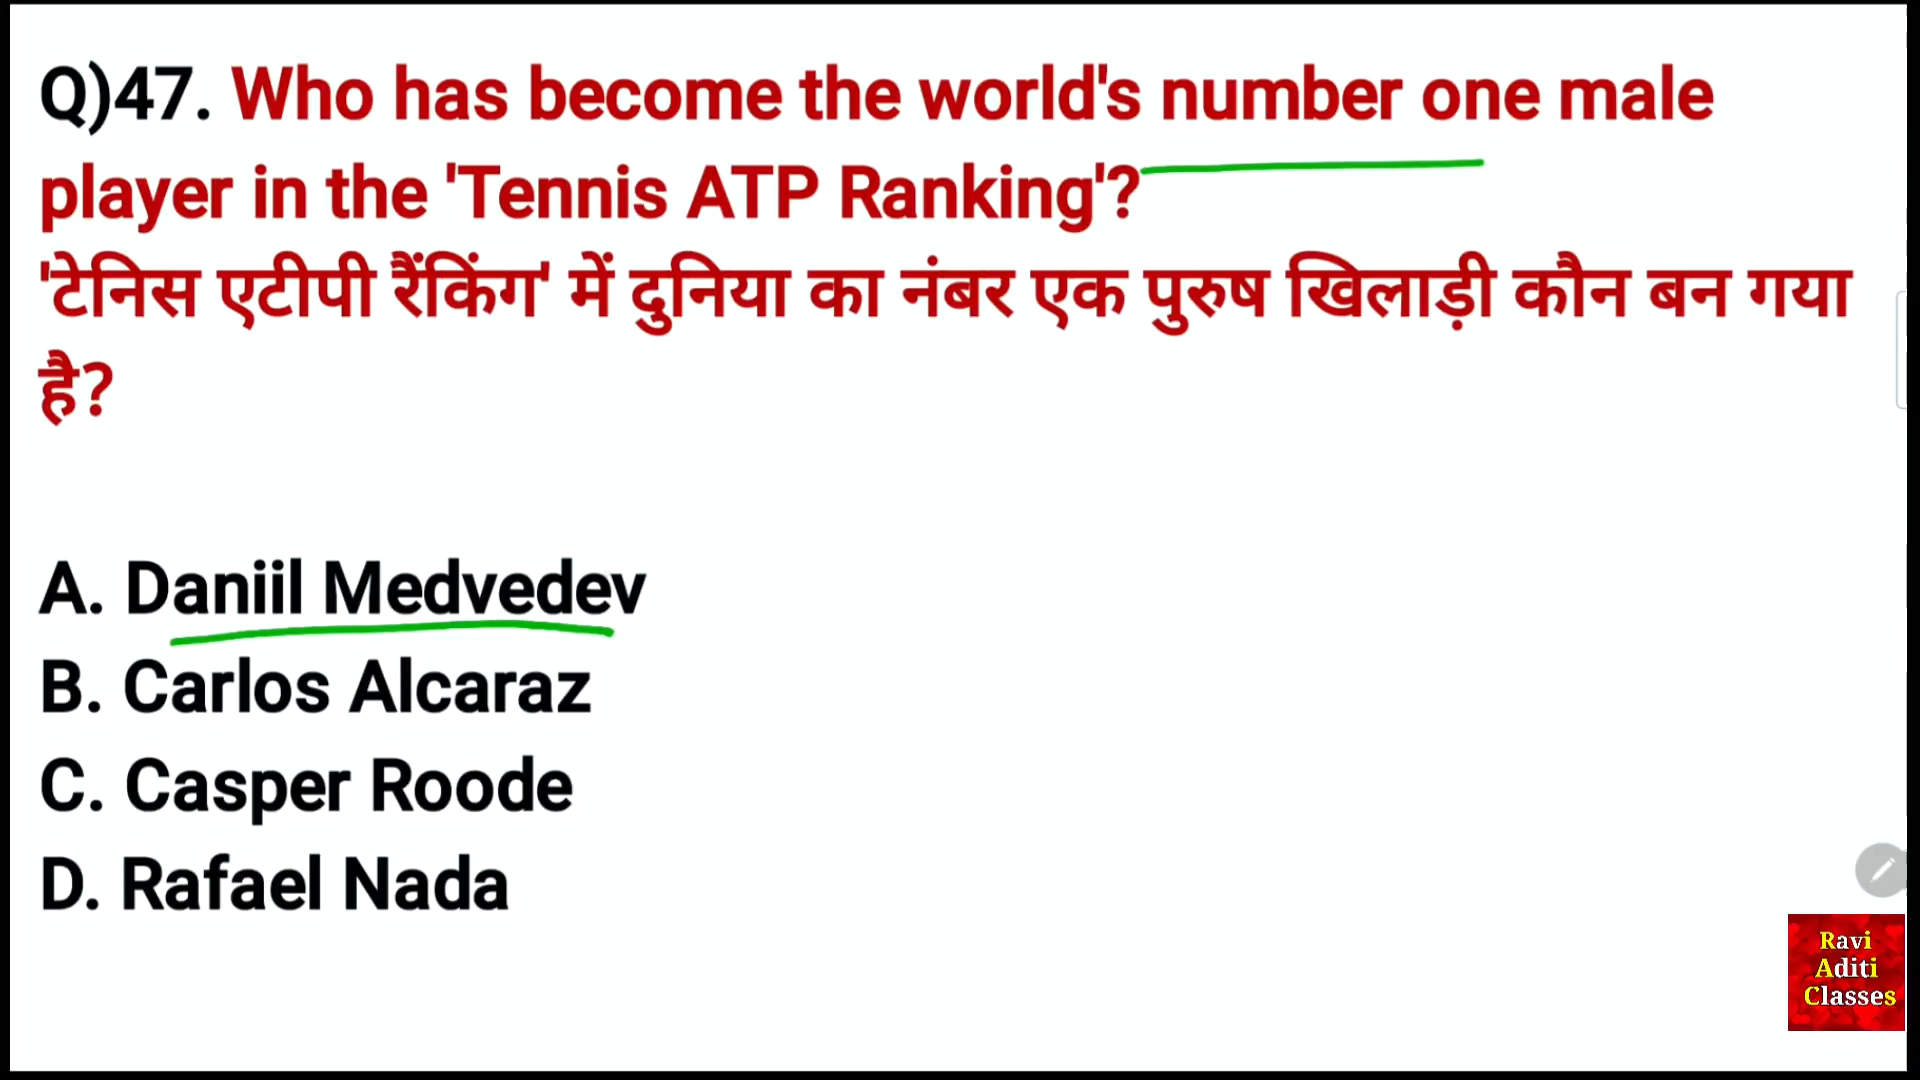 Q)47. Who has become the world's number one male
player in the 'Tennis ATP Ranking'?
'टेनिस एटीपी रैंकिंग' में दुनिया का नंबर एक पुरुष खिलाड़ी कौन बन गया
है?
A. Daniil Medvedev
B. Carlos Alcaraz
C. Casper Roode
D. Rafael Nada
Ravi
Aditi
Classes